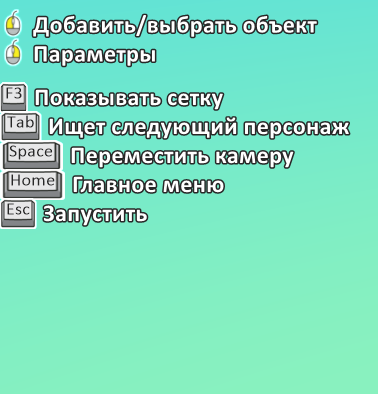 Добавить/выбрать объект
Параметры
F3 Показывать сетку
Tab Ищет следующий персонаж
Space Переместить камеру
Home Главное меню
Esc Запустить